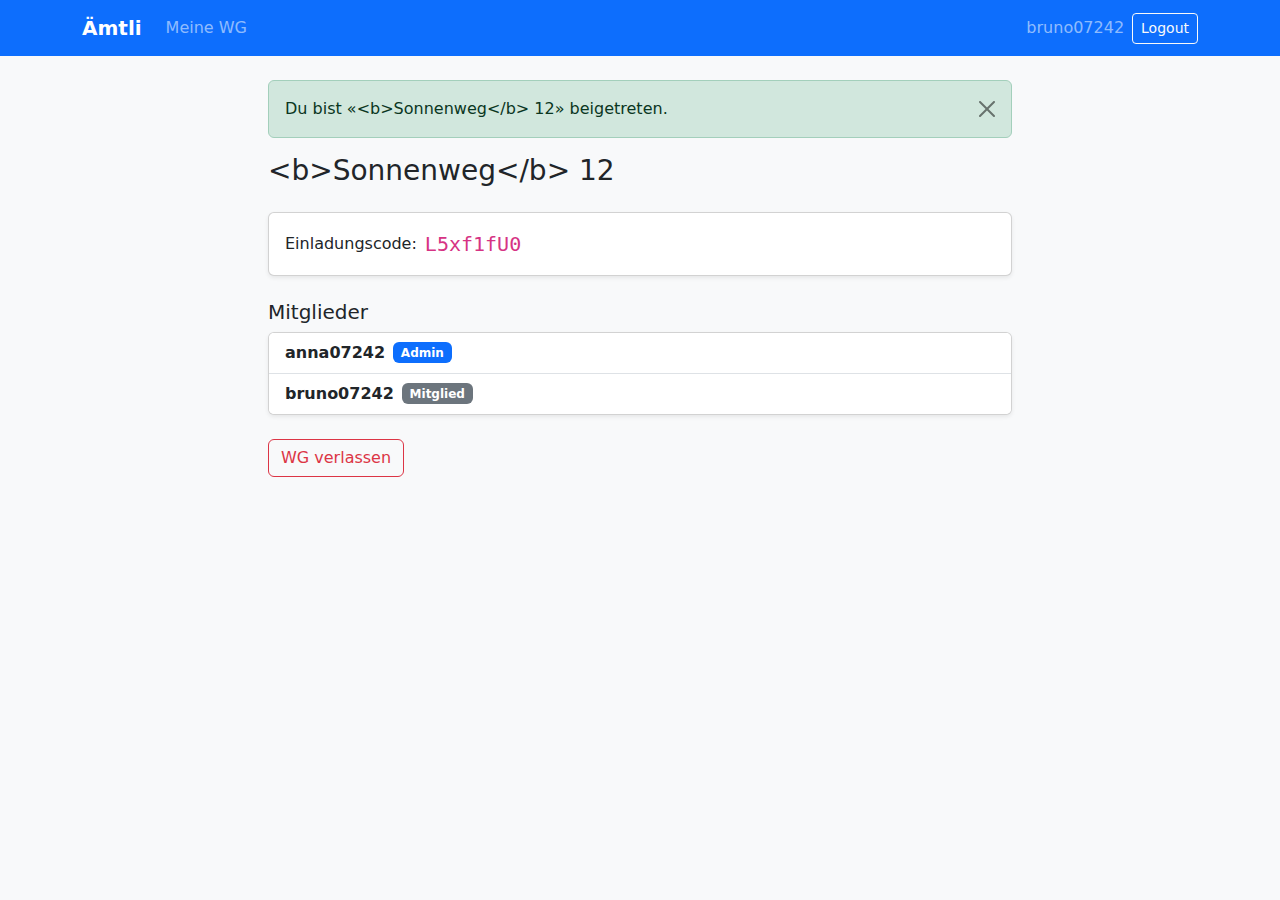 Ämtli Meine WG bruno07242 Logout
Du bist «<b>Sonnenweg</b> 12» beigetreten.
<b>Sonnenweg</b> 12
Einladungscode: L5xf1fU0
Mitglieder
anna07242 Admin
bruno07242 Mitglied
WG verlassen